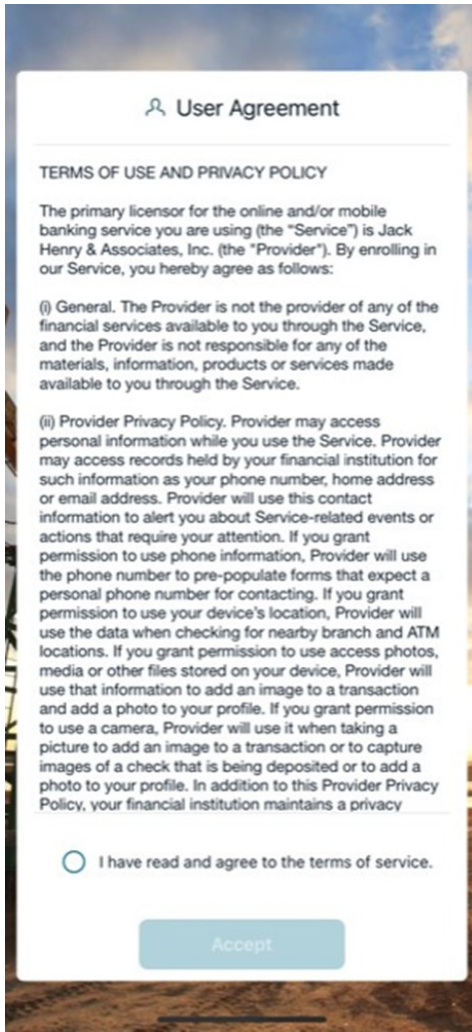 User Agreement
TERMS OF USE AND PRIVACY POLICY
The primary licensor for the online and/or mobile
banking service you are using (the "Service") is Jack
Henry & Associates, Inc. (the "Provider"). By enrolling in
our Service, you hereby agree as follows:
(i) General. The Provider is not the provider of any of the
financial services available to you through the Service,
and the Provider is not responsible for any of the
materials, information, products or services made
available to you through the Service.
(ii) Provider Privacy Policy. Provider may access
personal information while you use the Service. Provider
may access records held by your financial institution for
such information as your phone number, home address
or email address. Provider will use this contact
information to alert you about Service-related events or
actions that require your attention. If you grant
permission to use phone information, Provider will use
the phone number to pre-populate forms that expect a
personal phone number for contacting. If you grant
permission to use your device's location, Provider will
use the data when checking for nearby branch and ATM
locations. If you grant permission to use access photos,
media or other files stored on your device, Provider will
use that information to add an image to a transaction
and add a photo to your profile. If you grant permission
to use a camera, Provider will use it when taking a
picture to add an image to a transaction or to capture
images of a check that is being deposited or to add a
photo to your profile. In addition to this Provider Privacy
Policy, your financial institution maintains a privacy
I have read and agree to the terms of service.
Accept